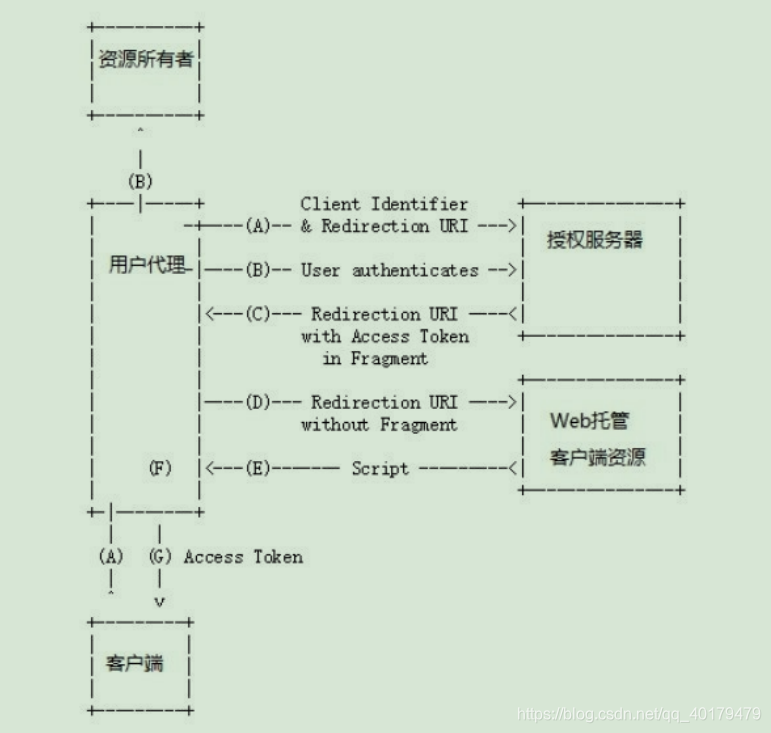 资源所有者
(B)
Client Identifier
(A) & Redirection URI
授权服务器
用户代理
(B) User authenticates
(C) Redirection URI
with Access Token
in Fragment
(D) Redirection URI
without Fragment
Web托管
客户端资源
(F)
(E) Script
(A) (G) Access Token
客户端
https://blog.csdn.net/qq_40179479